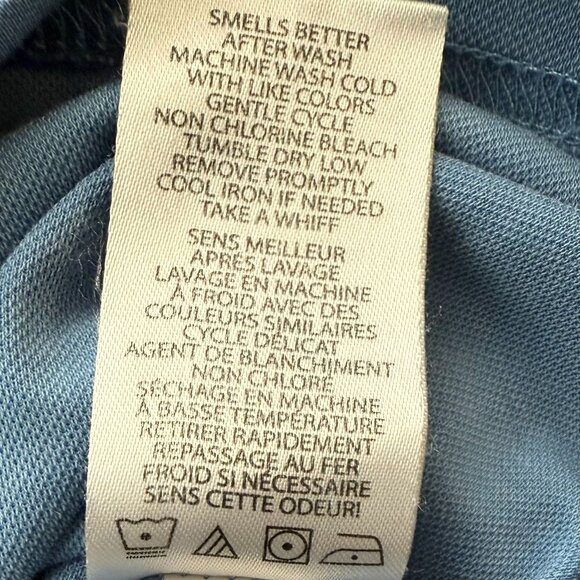 SMELLS BETTER
AFTER WASH
MACHINE WASH COLD
WITH LIKE COLORS
GENTLE CYCLE
NON CHLORINE BLEACH
TUMBLE DRY LOW
REMOVE PROMPTLY
COOL IRON IF NEEDED
TAKE A WHIFF
SENS MEILLEUR
APRÈS LAVAGE
LAVAGE EN MACHINE
À FROID AVEC DES
COULEURS SIMILAIRES
CYCLE DÉLICAT
AGENT DE BLANCHIMENT
NON CHLORÉ
SÉCHAGE EN MACHINE
À BASSE TEMPÉRATURE
RETIRER RAPIDEMENT
REPASSAGE AU FER
FROID SI NÉCESSAIRE
SENS CETTE ODEUR!